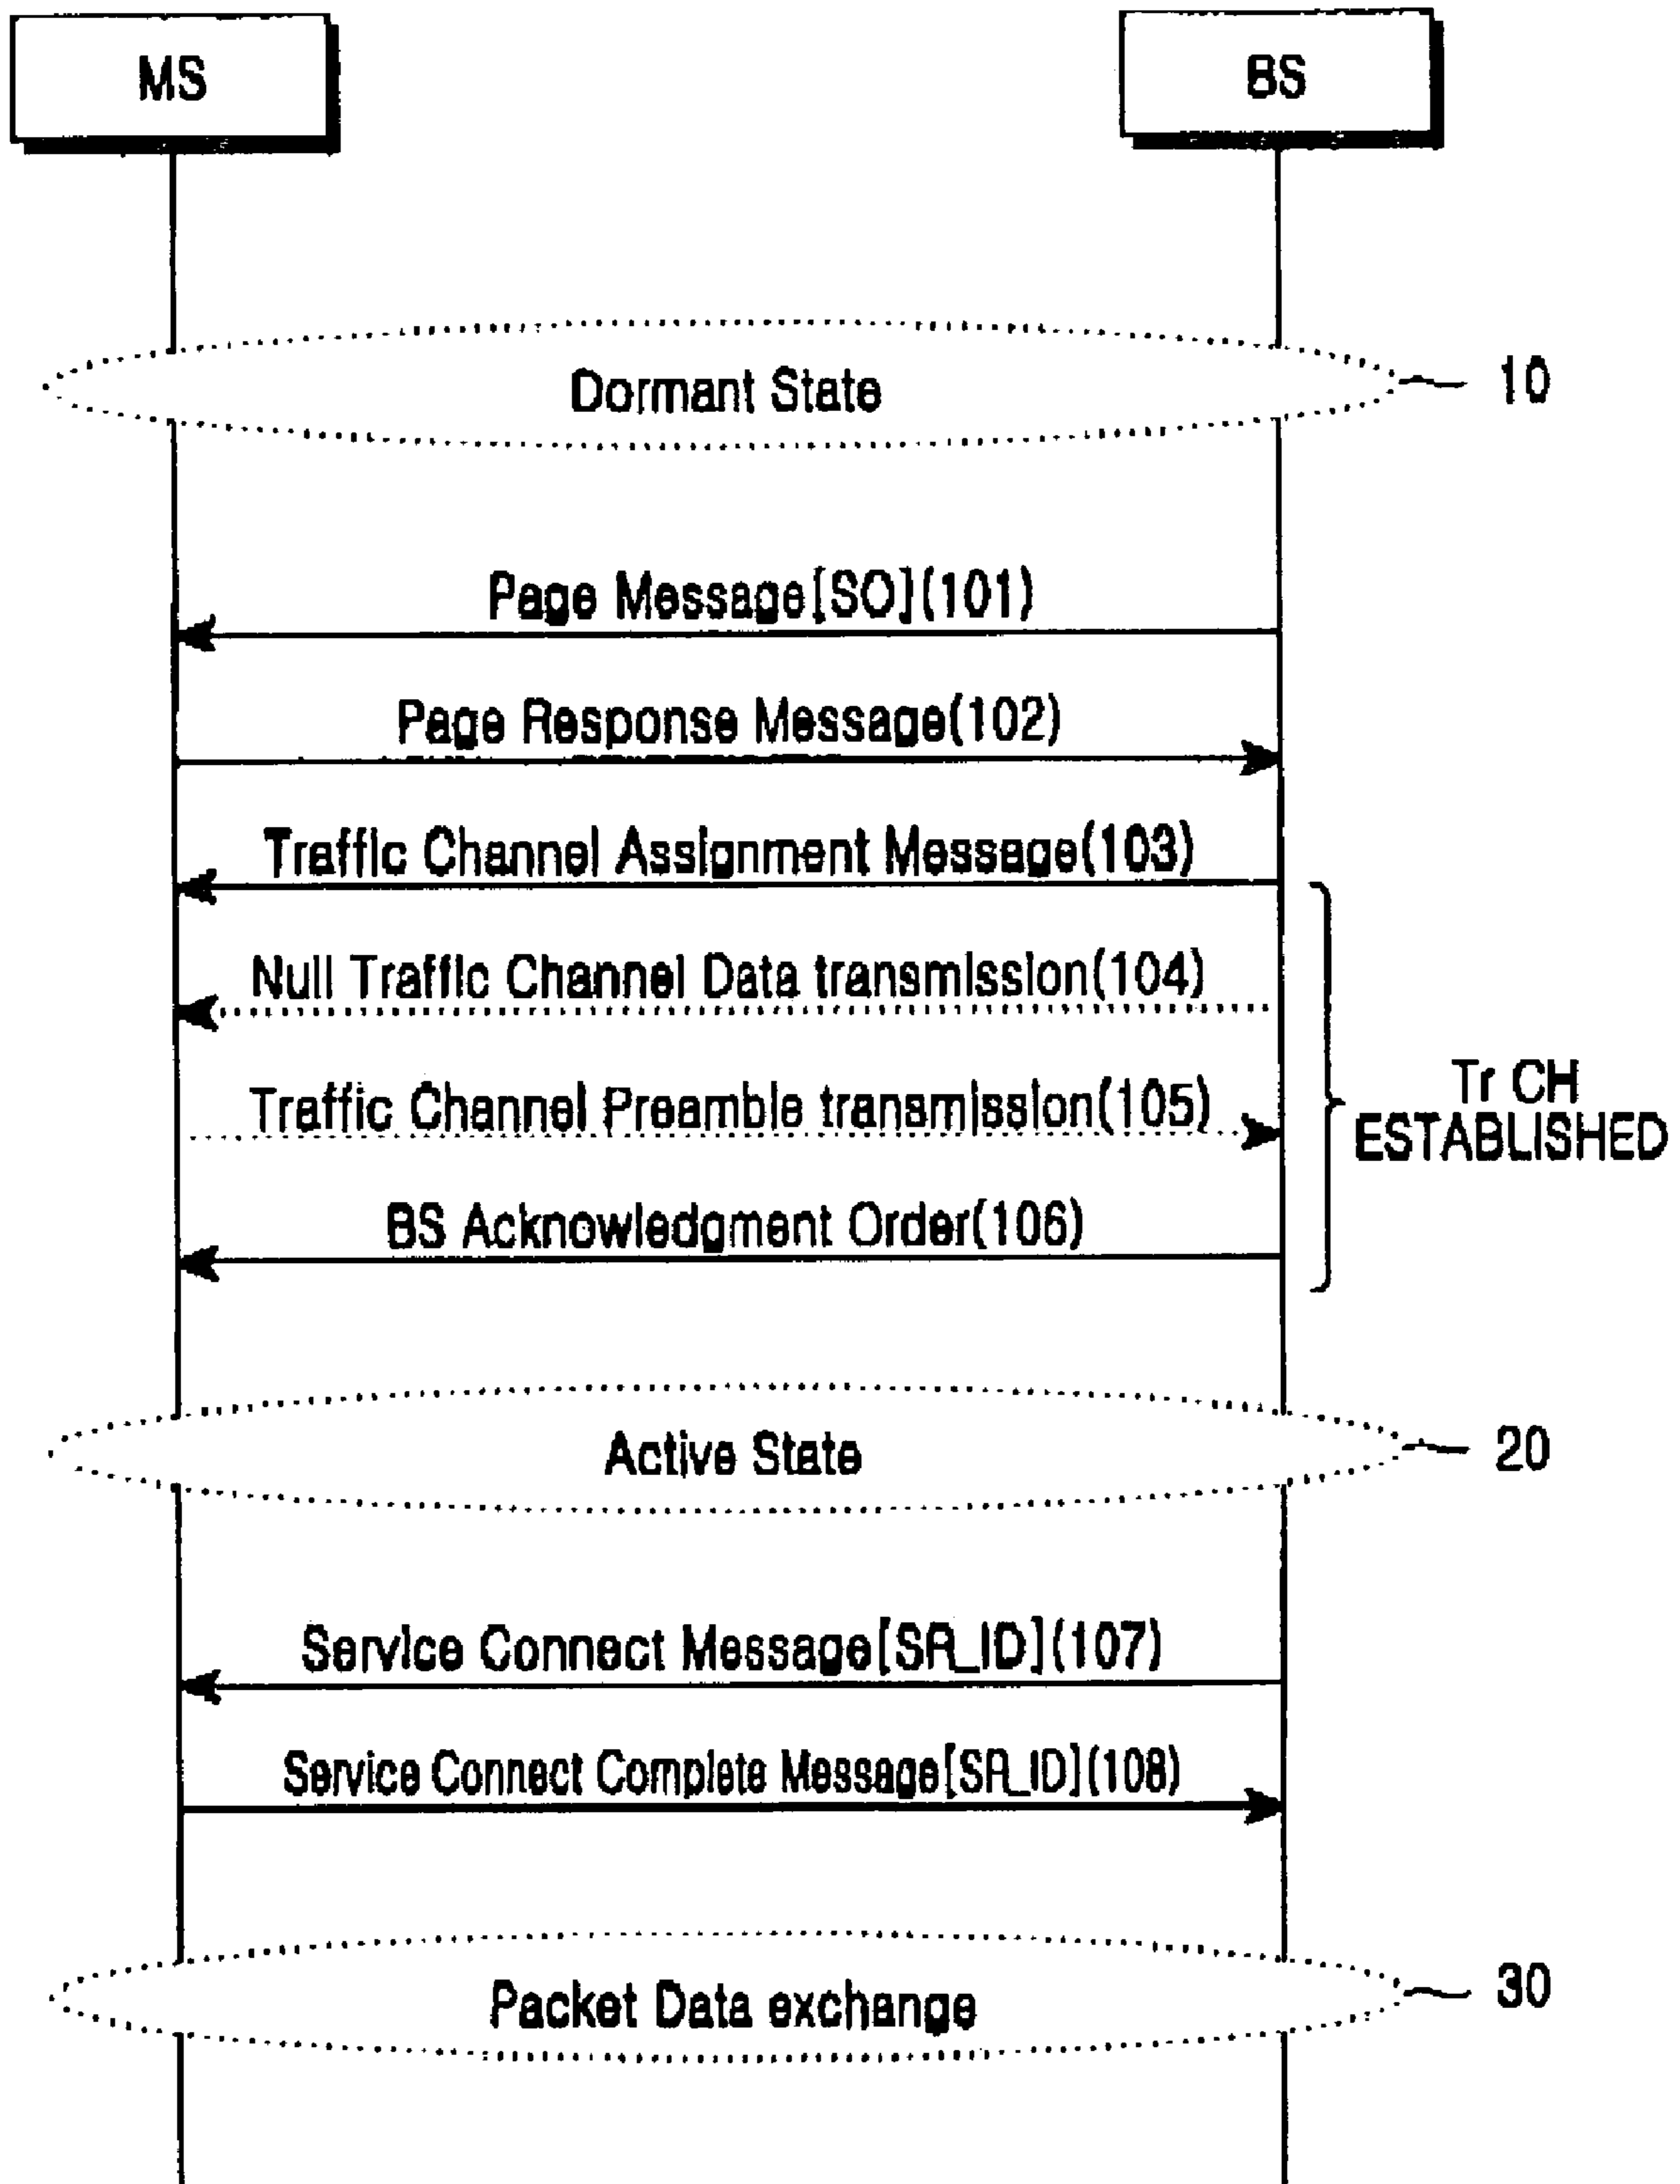 MS
BS
Dormant State
10
Page Message[SO](101)
Page Response Message(102)
Traffic Channel Assignment Message(103)
Null Traffic Channel Data transmission(104)
Traffic Channel Preamble transmission(105)
Tr CH
ESTABLISHED
BS Acknowledgment Order(106)
Active State
20
Service Connect Message[SR_ID](107)
Service Connect Complete Message[SR_ID](108)
Packet Data exchange
30